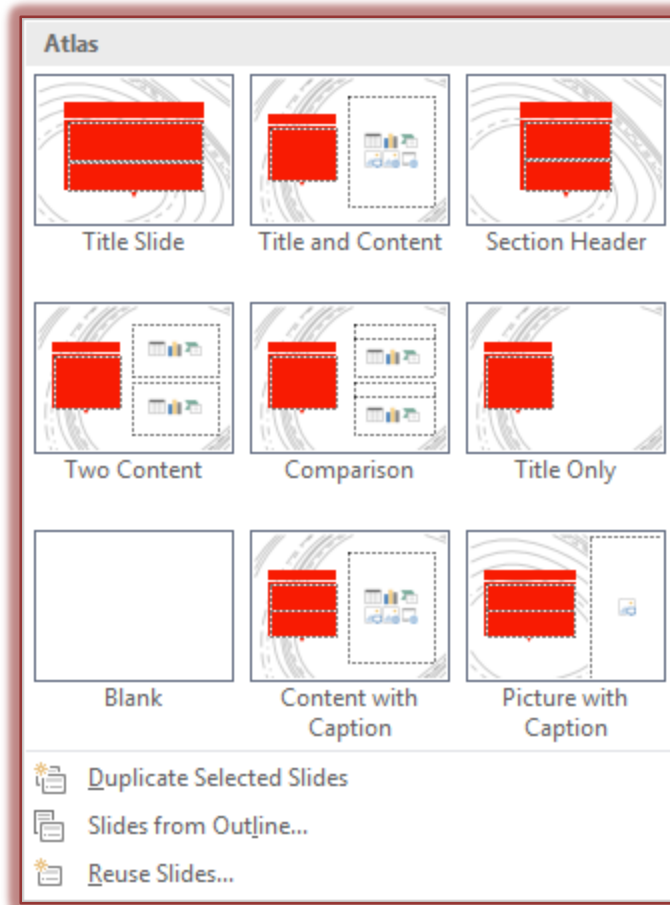 Atlas
Title Slide
Title and Content
Section Header
Two Content
Comparison
Title Only
Blank
Content with
Caption
Picture with
Caption
Duplicate Selected Slides
Slides from Outline...
Reuse Slides...